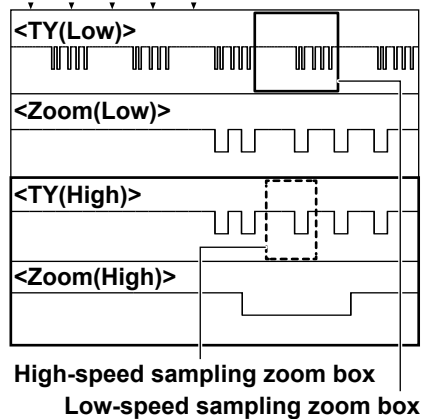 <TY(Low)>
<Zoom(Low)>
<TY(High)>
<Zoom(High)>
High-speed sampling zoom box
Low-speed sampling zoom box